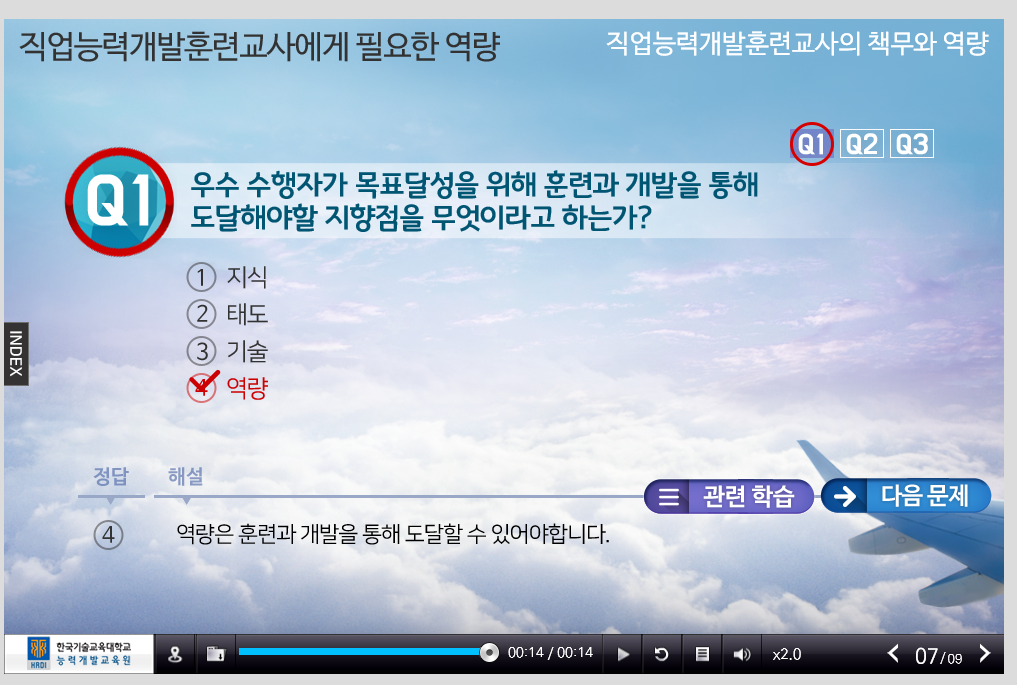 직업능력개발훈련교사에게 필요한 역량
직업능력개발훈련교사의 책무와 역량
Q1 Q2 Q3
Q1
우수 수행자가 목표달성을 위해 훈련과 개발을 통해
도달해야할 지향점을 무엇이라고 하는가?
① 지식
② 태도
③ 기술
④ 역량
INDEX
정답 해설
관련 학습
다음 문제
④ 역량은 훈련과 개발을 통해 도달할 수 있어야합니다.
HRDI
한국기술교육대학교
능력개발교육원
00:14 / 00:14
x2.0
07/09